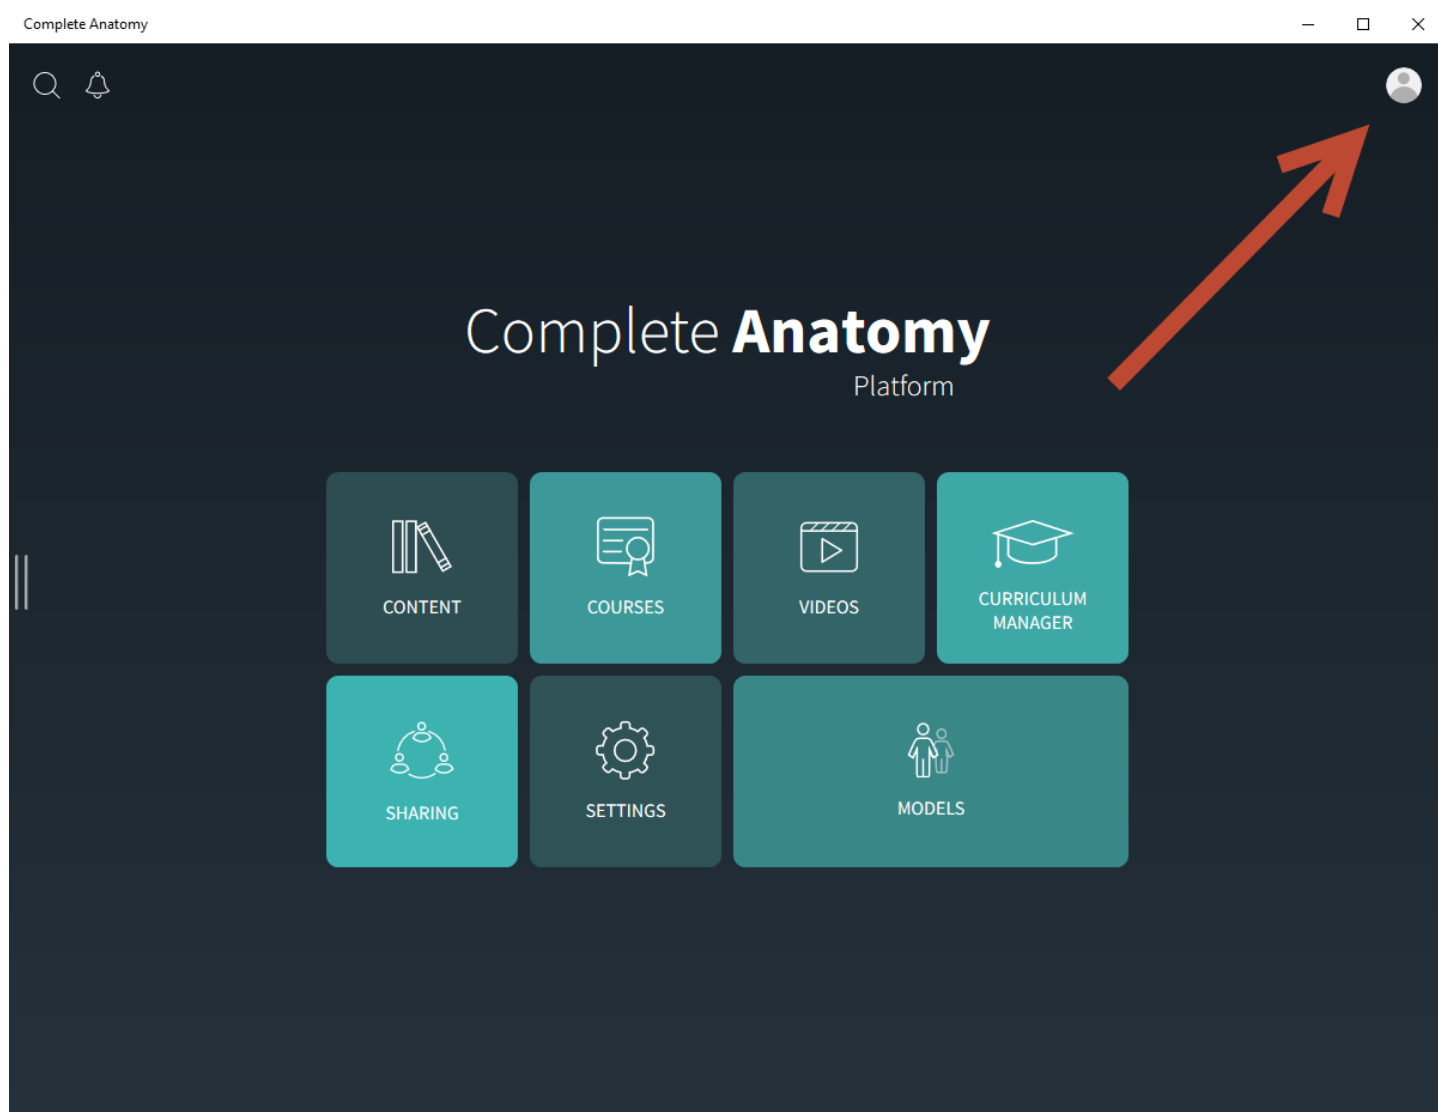 Complete Anatomy
Complete Anatomy
Platform
CONTENT
COURSES
VIDEOS
CURRICULUM
MANAGER
SHARING
SETTINGS
MODELS